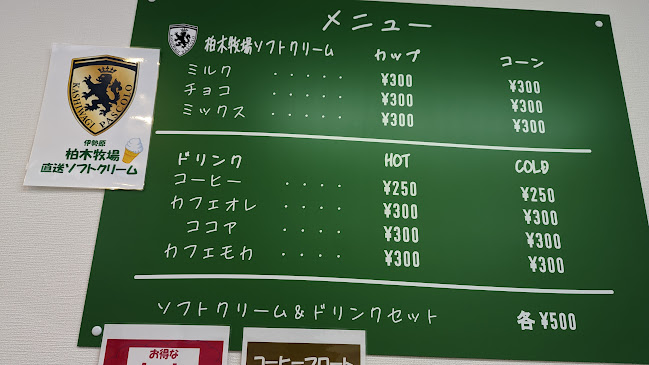 メニュー
柏木牧場ソフトクリーム カップ コーン
ミルク ・・・・・ ¥300 ¥300
チョコ ・・・・・ ¥300 ¥300
ミックス ・・・・・ ¥300 ¥300
ドリンク HOT COLD
コーヒー ・・・・ ¥250 ¥250
カフェオレ ・・・・ ¥300 ¥300
ココア ・・・・ ¥300 ¥300
カフェモカ ・・・・ ¥300 ¥300
ソフトクリーム&ドリンクセット 各¥500
KASHIWAGI PASCOLO
伊勢原
柏木牧場
直送ソフトクリーム
お得な
コーヒーフロート